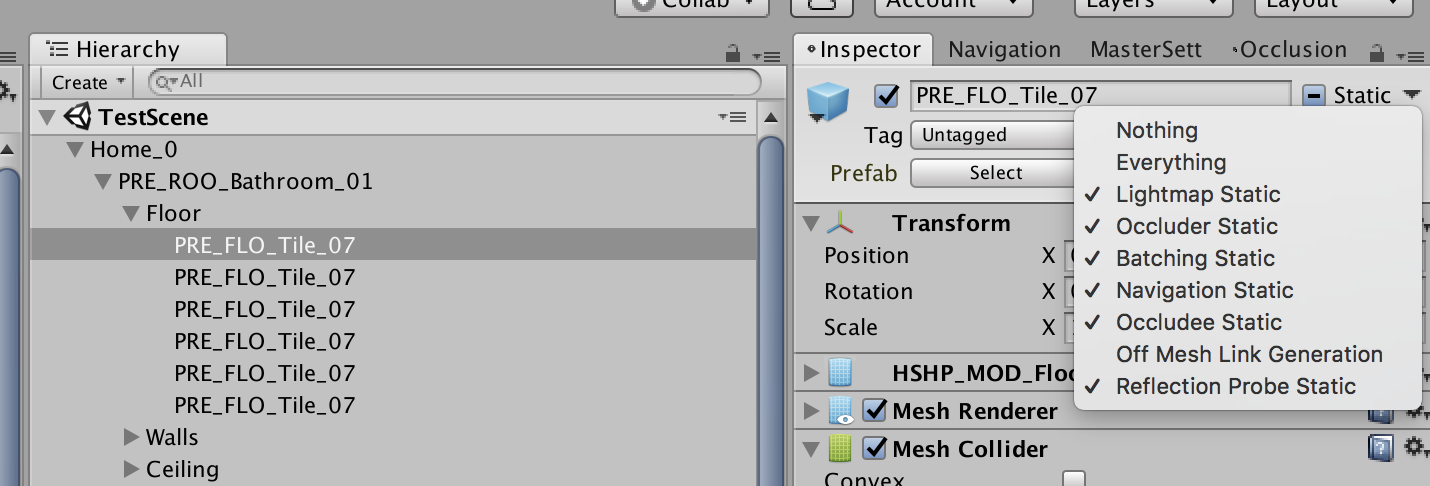 Collab Account Layers Layout
Hierarchy
Create All
TestScene
Home_0
PRE_ROO_Bathroom_01
Floor
PRE_FLO_Tile_07
PRE_FLO_Tile_07
PRE_FLO_Tile_07
PRE_FLO_Tile_07
PRE_FLO_Tile_07
PRE_FLO_Tile_07
Walls
Ceiling
Inspector Navigation MasterSett Occlusion
PRE_FLO_Tile_07 Static
Tag Untagged
Prefab Select
Nothing
Everything
Lightmap Static
Occluder Static
Batching Static
Navigation Static
Occludee Static
Off Mesh Link Generation
Reflection Probe Static
Transform
Position X
Rotation X
Scale X
HSHP_MOD_Floo
Mesh Renderer
Mesh Collider
Convex